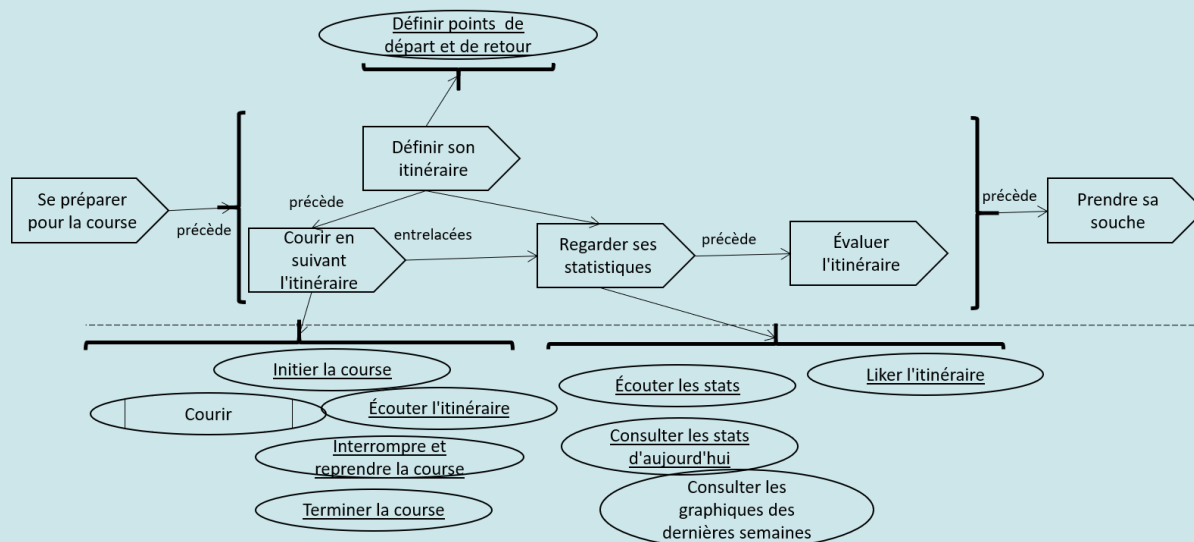 Définir points de
départ et de retour
Définir son
itinéraire
Se préparer
pour la course
précède
précède
Courir en
suivant
l'itinéraire
entrelacées
Regarder ses
statistiques
précède
Évaluer
l'itinéraire
précède
Prendre sa
souche
Initier la course
Courir
Écouter l'itinéraire
Interrompre et
reprendre la course
Terminer la course
Écouter les stats
Liker l'itinéraire
Consulter les stats
d'aujourd'hui
Consulter les
graphiques des
dernières semaines